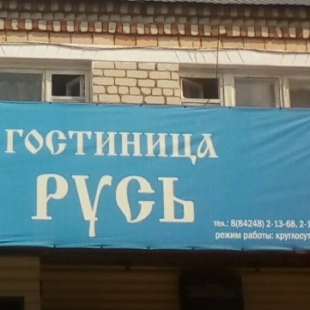 ГОСТИНИЦА
РУСЬ
тел.: 8(84248) 2-13-68,
режим работы: